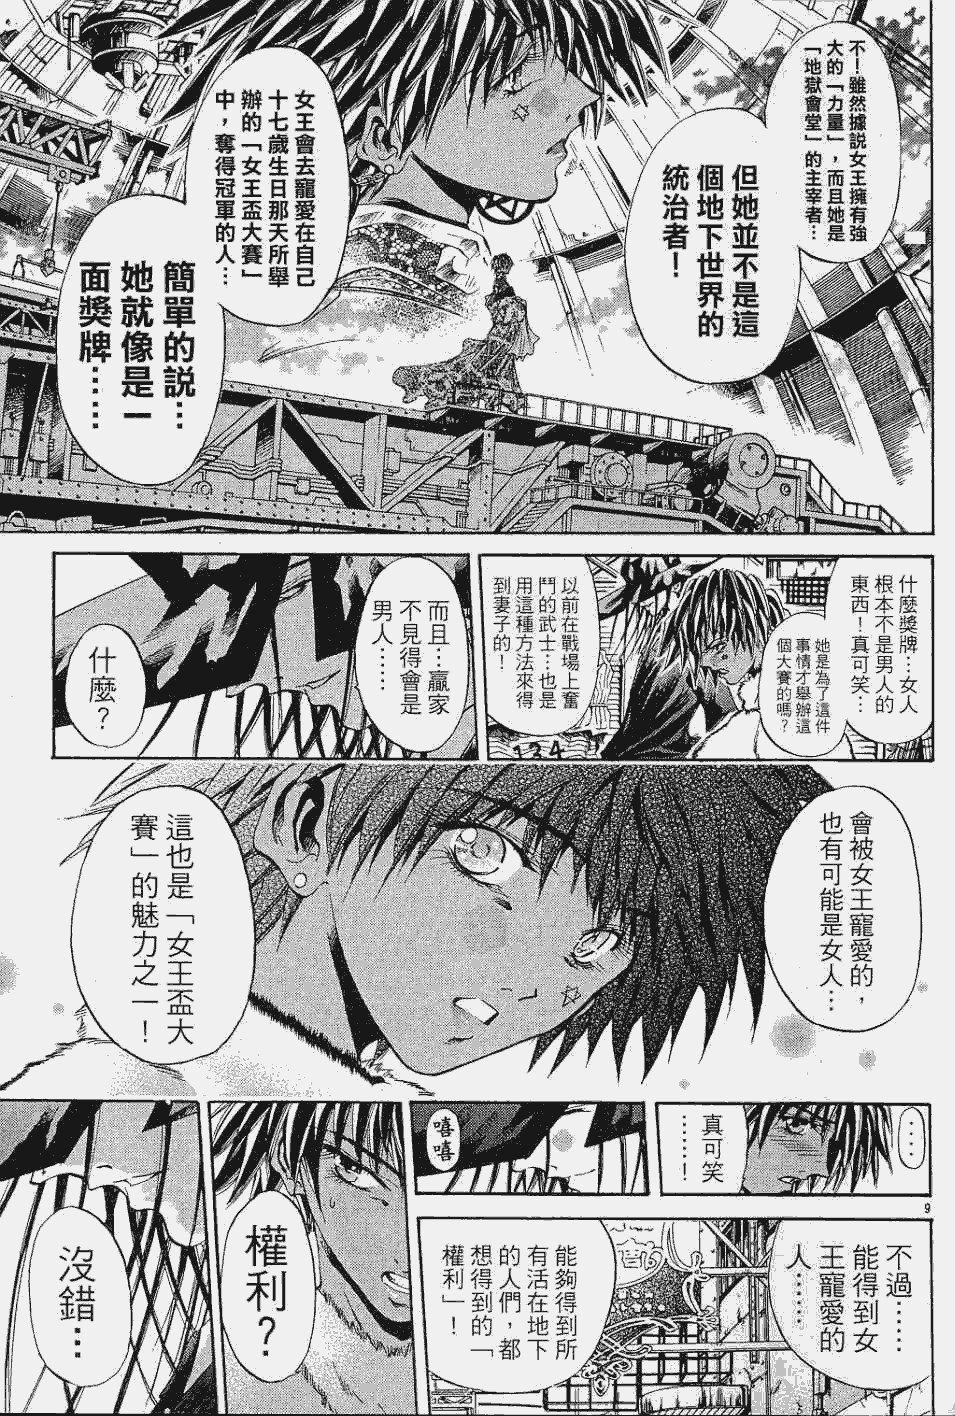 不！雖然據說女王擁有強
大的「力量」，而且她是
「地獄會堂」的主宰者…
但她並不是這
個地下世界的
統治者！
女王會去寵愛在自己
十七歲生日那天所舉
辦的「女王盃大賽」
中，奪得冠軍的人…
簡單的說…
她就像是一
面獎牌……
什麼獎牌…女人
根本不是男人的
東西！真可笑…
她是為了這件
事情才舉辦這
個大賽的嗎？
以前在戰場上奮
鬥的武士…也是
用這種方法來得
到妻子的！
134
而且…贏家
不見得會是
男人……
什麼？
會被女王寵愛的，
也有可能是女人…
這也是「女王盃大
賽」的魅力之一！
……
真可笑
……！
嘻嘻
權利？
沒錯…
9
不過……
能得到女
王寵愛的
人……
能夠得到所
有活在地下
的人們，都
想得到的「
權利」！